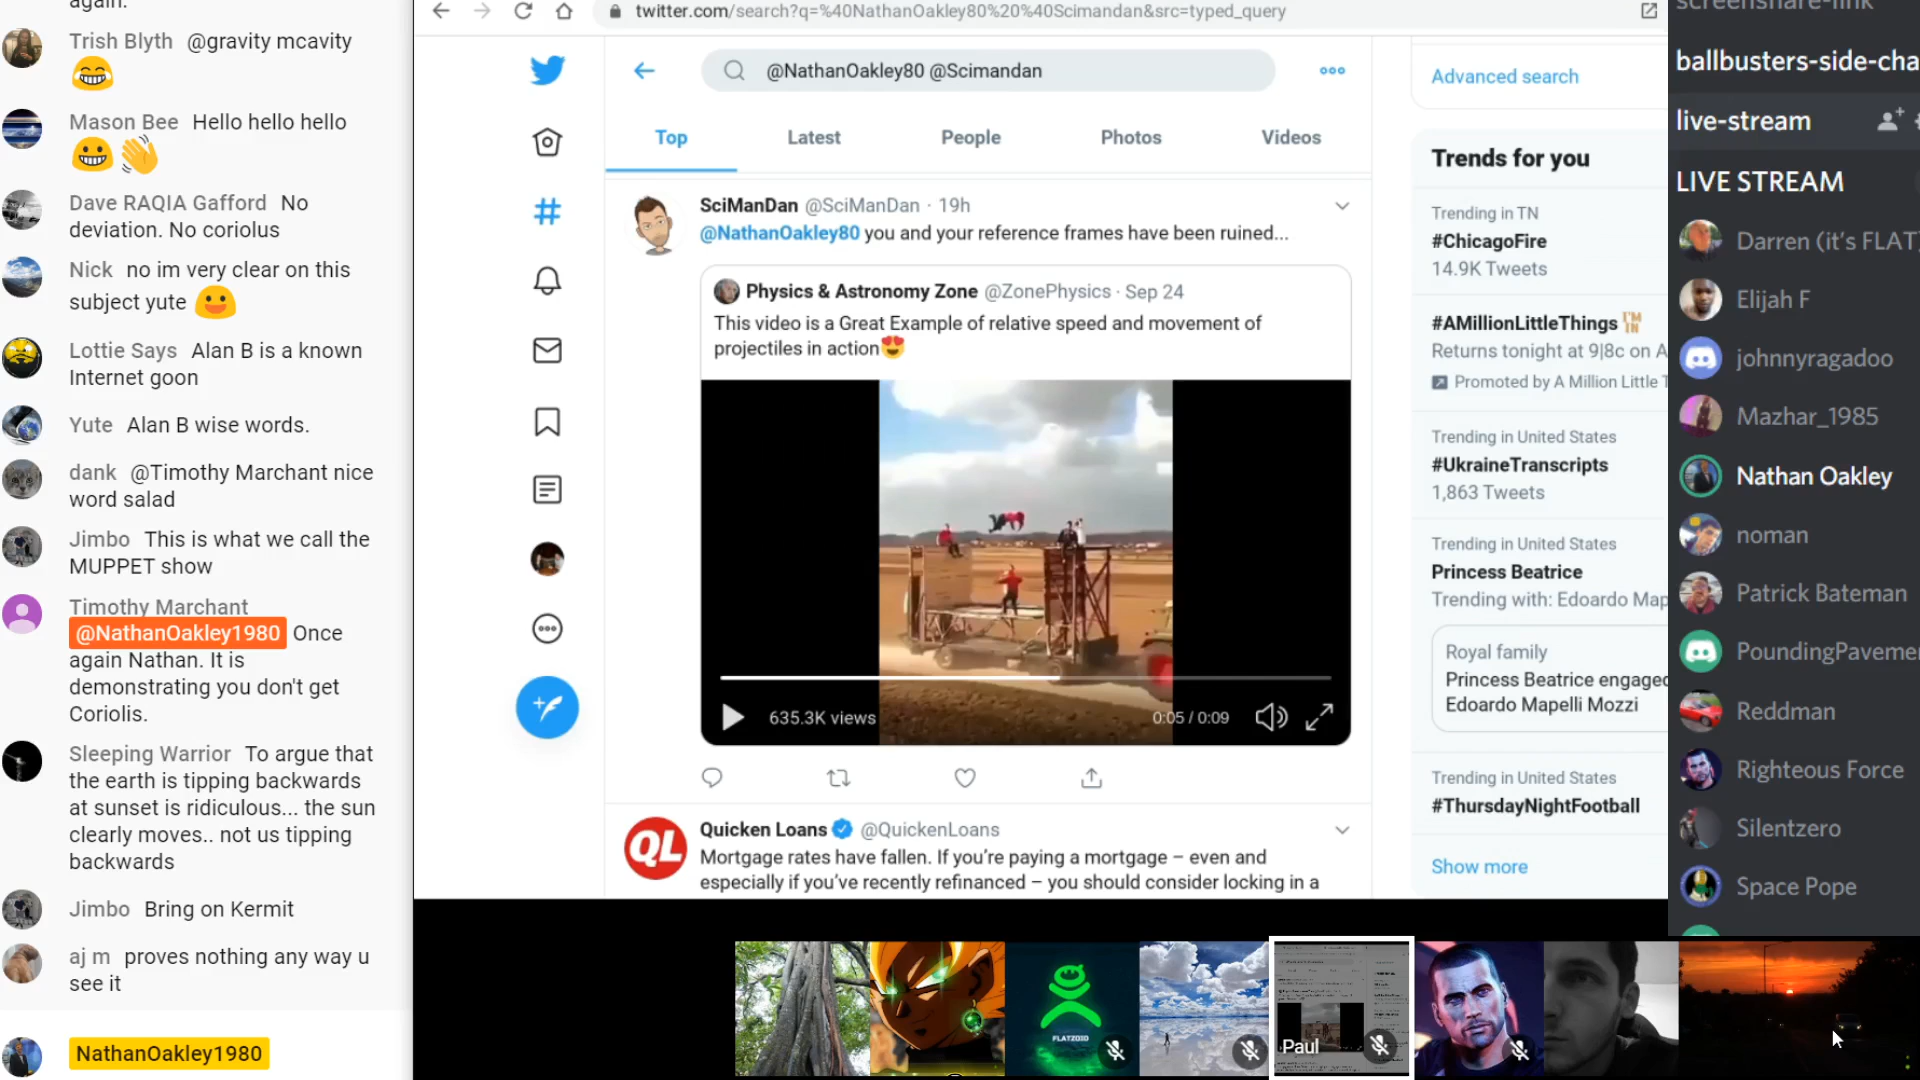 again.
Trish Blyth @gravity mcavity
Mason Bee Hello hello hello
Dave RAQIA Gafford No
deviation. No coriolus
Nick no im very clear on this
subject yute
Lottie Says Alan B is a known
Internet goon
Yute Alan B wise words.
dank @Timothy Marchant nice
word salad
Jimbo This is what we call the
MUPPET show
Timothy Marchant
@NathanOakley1980 Once
again Nathan. It is
demonstrating you don't get
Coriolis.
Sleeping Warrior To argue that
the earth is tipping backwards
at sunset is ridiculous... the sun
clearly moves.. not us tipping
backwards
Jimbo Bring on Kermit
aj m proves nothing any way u
see it
NathanOakley1980
twitter.com/search?q=%40NathanOakley80%20%40Scimandan&src=typed_query
@NathanOakley80 @Scimandan
Top Latest People Photos Videos
SciManDan @SciManDan · 19h
@NathanOakley80 you and your reference frames have been ruined...
Physics & Astronomy Zone @ZonePhysics · Sep 24
This video is a Great Example of relative speed and movement of
projectiles in action
635.3K views 0:05 / 0:09
Quicken Loans @QuickenLoans
Mortgage rates have fallen. If you're paying a mortgage – even and
especially if you've recently refinanced – you should consider locking in a
Advanced search
Trends for you
Trending in TN
#ChicagoFire
14.9K Tweets
#AMillionLittleThings I'M IN
Returns tonight at 9|8c on A
Promoted by A Million Little T
Trending in United States
#UkraineTranscripts
1,863 Tweets
Trending in United States
Princess Beatrice
Trending with: Edoardo Map
Royal family
Princess Beatrice engaged
Edoardo Mapelli Mozzi
Trending in United States
#ThursdayNightFootball
Show more
screenshare-link
ballbusters-side-cha
live-stream
LIVE STREAM
Darren (it's FLAT)
Elijah F
johnnyragadoo
Mazhar_1985
Nathan Oakley
noman
Patrick Bateman
PoundingPaveme
Reddman
Righteous Force
Silentzero
Space Pope
FLATZOID
Paul